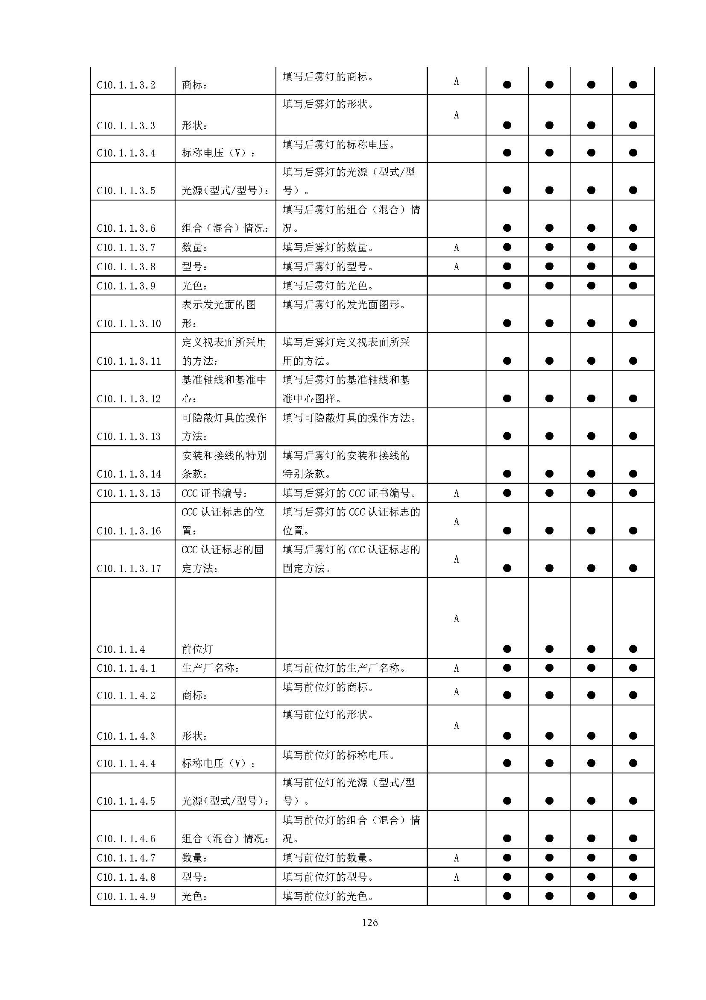 C10.1.1.3.2 商标： 填写后雾灯的商标。 A ● ● ● ●
C10.1.1.3.3 形状： 填写后雾灯的形状。 A ● ● ● ●
C10.1.1.3.4 标称电压（V）： 填写后雾灯的标称电压。 ● ● ● ●
C10.1.1.3.5 光源(型式/型号)： 填写后雾灯的光源（型式/型
号）。 ● ● ● ●
C10.1.1.3.6 组合（混合）情况： 填写后雾灯的组合（混合）情
况。 ● ● ● ●
C10.1.1.3.7 数量： 填写后雾灯的数量。 A ● ● ● ●
C10.1.1.3.8 型号： 填写后雾灯的型号。 A ● ● ● ●
C10.1.1.3.9 光色： 填写后雾灯的光色。 ● ● ● ●
表示发光面的图 填写后雾灯的发光面图形。
C10.1.1.3.10 形： ● ● ● ●
定义视表面所采用 填写后雾灯定义视表面所采
C10.1.1.3.11 的方法： 用的方法。 ● ● ● ●
基准轴线和基准中 填写后雾灯的基准轴线和基
C10.1.1.3.12 心： 准中心图样。 ● ● ● ●
可隐蔽灯具的操作 填写可隐蔽灯具的操作方法。
C10.1.1.3.13 方法： ● ● ● ●
安装和接线的特别 填写后雾灯的安装和接线的
C10.1.1.3.14 条款： 特别条款。 ● ● ● ●
C10.1.1.3.15 CCC 证书编号： 填写后雾灯的 CCC 证书编号。 A ● ● ● ●
CCC 认证标志的位 填写后雾灯的 CCC 认证标志的
C10.1.1.3.16 置： 位置。 A ● ● ● ●
CCC 认证标志的固 填写后雾灯的 CCC 认证标志的
C10.1.1.3.17 定方法： 固定方法。 A ● ● ● ●
C10.1.1.4 前位灯 A ● ● ● ●
C10.1.1.4.1 生产厂名称： 填写前位灯的生产厂名称。 A ● ● ● ●
C10.1.1.4.2 商标： 填写前位灯的商标。 A ● ● ● ●
C10.1.1.4.3 形状： 填写前位灯的形状。 A ● ● ● ●
C10.1.1.4.4 标称电压（V）： 填写前位灯的标称电压。 ● ● ● ●
C10.1.1.4.5 光源(型式/型号)： 填写前位灯的光源（型式/型
号）。 ● ● ● ●
C10.1.1.4.6 组合（混合）情况： 填写前位灯的组合（混合）情
况。 ● ● ● ●
C10.1.1.4.7 数量： 填写前位灯的数量。 A ● ● ● ●
C10.1.1.4.8 型号： 填写前位灯的型号。 A ● ● ● ●
C10.1.1.4.9 光色： 填写前位灯的光色。 ● ● ● ●
126